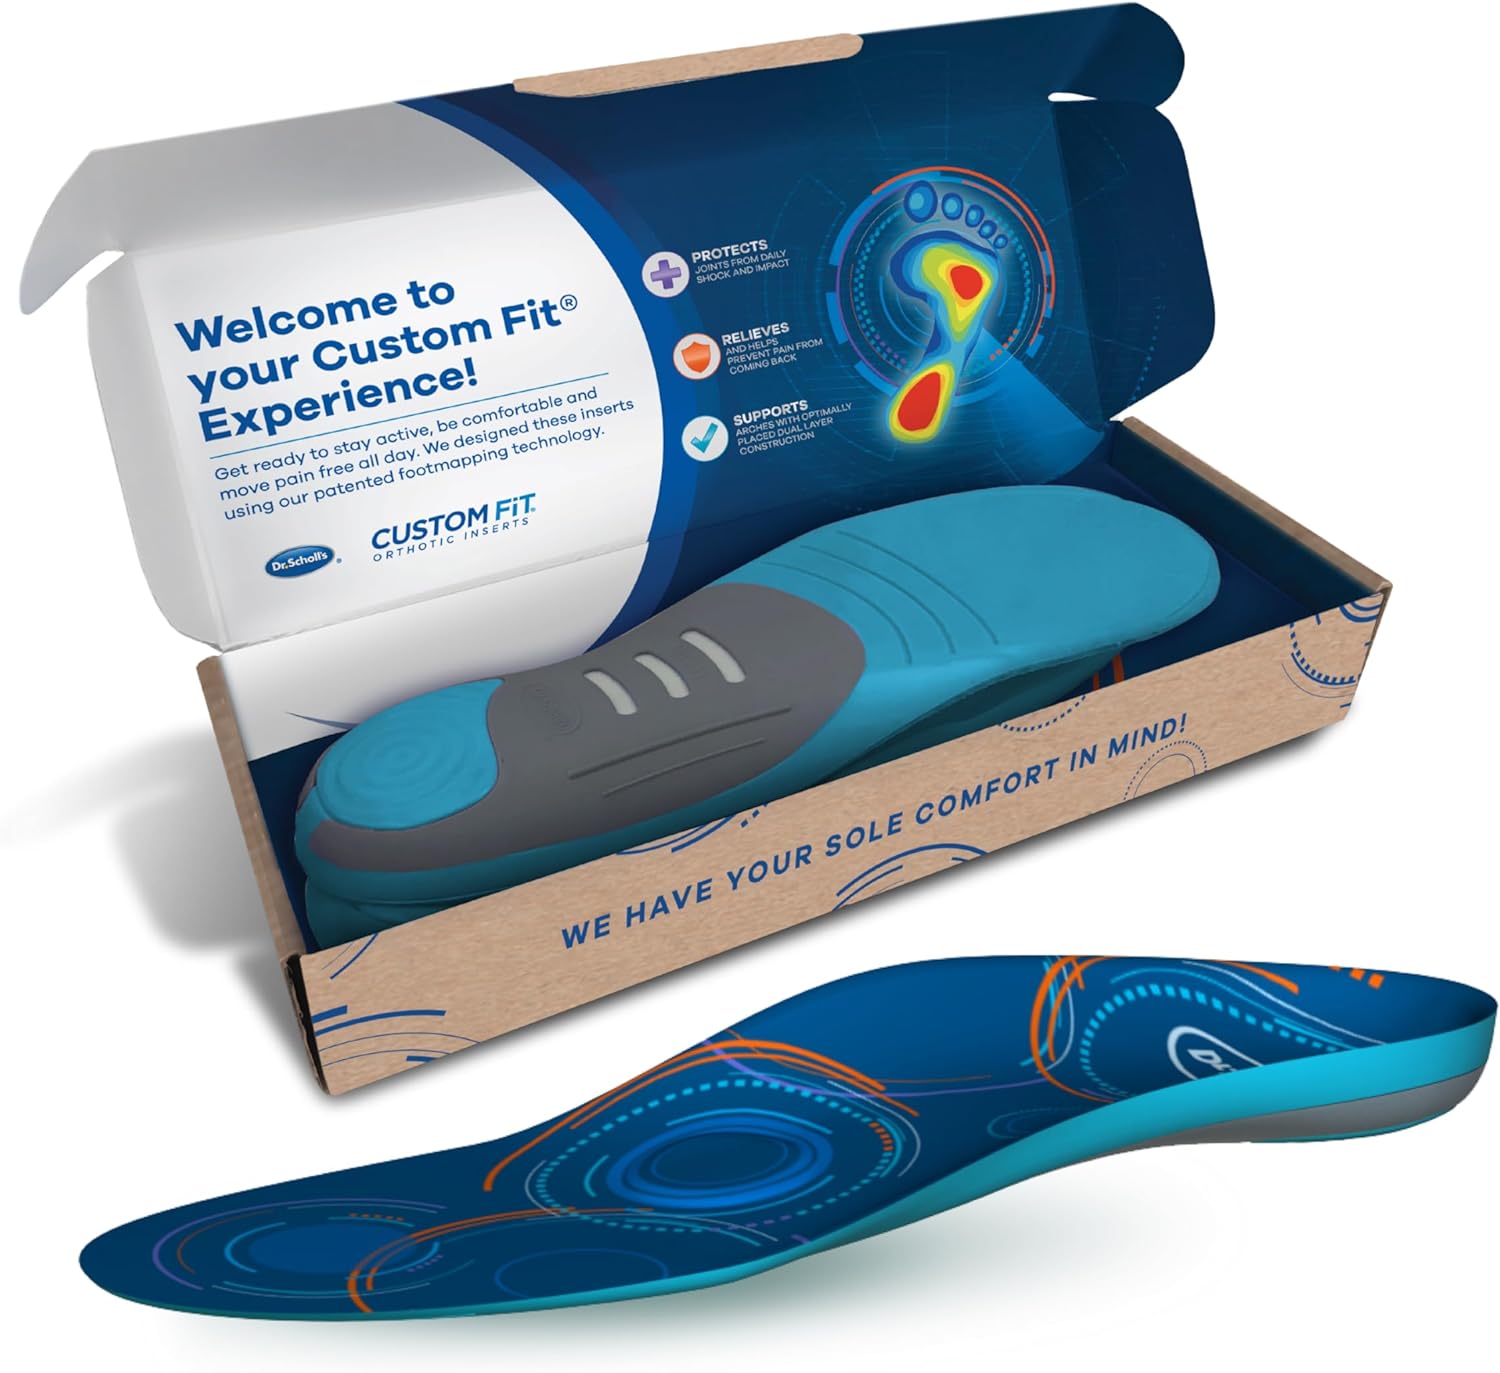 Welcome to
your Custom Fit®
Experience!
Get ready to stay active, be comfortable and
move pain free all day. We designed these inserts
using our patented footmapping technology.
Dr.Scholl's®
CUSTOM FiT®
ORTHOTIC INSERTS
PROTECTS
JOINTS FROM DAILY
SHOCK AND IMPACT
RELIEVES
AND HELPS
PREVENT PAIN FROM
COMING BACK
SUPPORTS
ARCHES WITH OPTIMALLY
PLACED DUAL LAYER
CONSTRUCTION
WE HAVE YOUR SOLE COMFORT IN MIND!